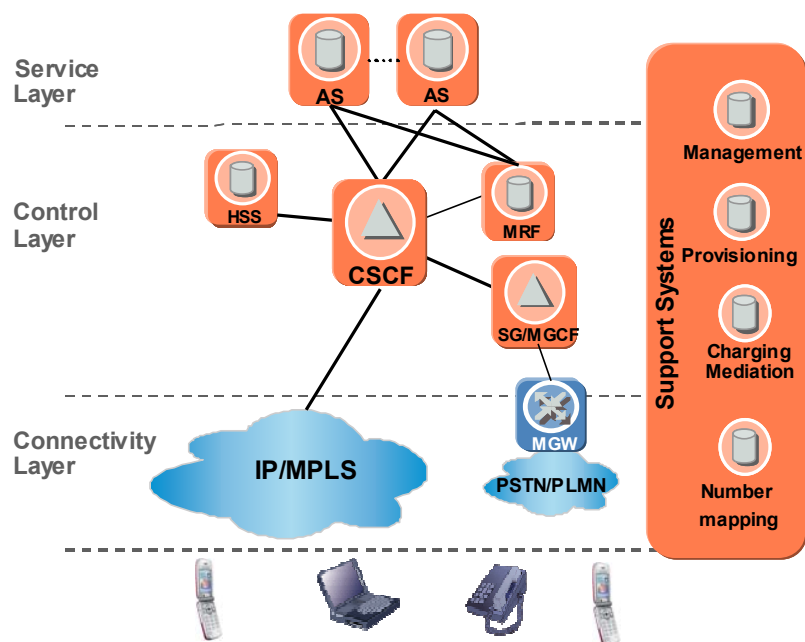 Service
Layer
AS
AS
Control
Layer
HSS
CSCF
MRF
SG/MGCF
Connectivity
Layer
IP/MPLS
MGW
PSTN/PLMN
Support Systems
Management
Provisioning
Charging
Mediation
Number
mapping